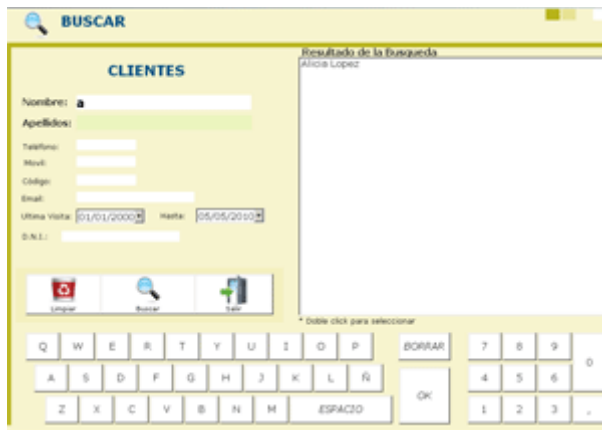 BUSCAR
CLIENTES
Nombre: a
Apellidos:
Teléfono:
Movil:
Código:
Email:
Ultima Visita: 01/01/2000 Hasta: 05/05/2010
D.N.I.:
Limpiar Buscar Salir
Resultado de la Busqueda
Alicia Lopez
* Doble click para seleccionar
Q W E R T Y U I O P BORRAR 7 8 9
A S D F G H J K L Ñ OK 4 5 6 0
Z X C V B N M ESPACIO 1 2 3 ,